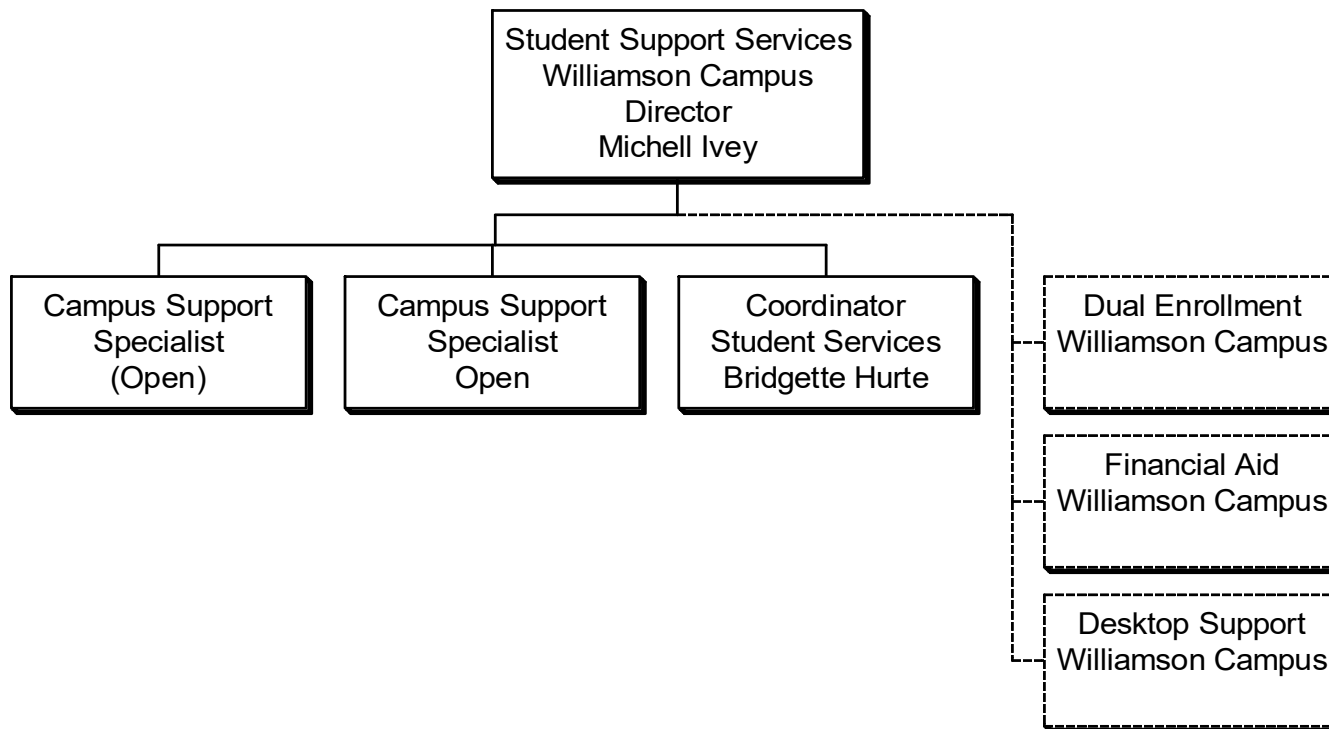 Student Support Services
Williamson Campus
Director
Michell Ivey
Campus Support
Specialist
(Open)
Campus Support
Specialist
Open
Coordinator
Student Services
Bridgette Hurte
Dual Enrollment
Williamson Campus
Financial Aid
Williamson Campus
Desktop Support
Williamson Campus